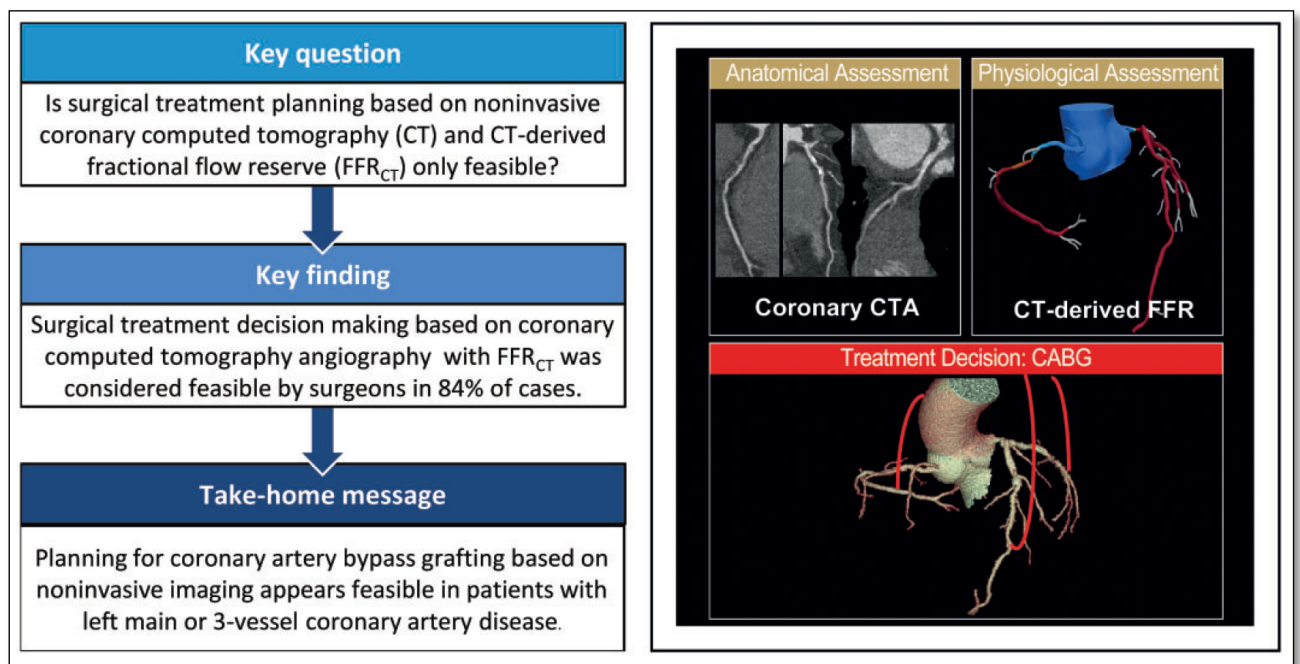 Key question
Is surgical treatment planning based on noninvasive
coronary computed tomography (CT) and CT-derived
fractional flow reserve (FFRCT) only feasible?
Key finding
Surgical treatment decision making based on coronary
computed tomography angiography with FFRCT was
considered feasible by surgeons in 84% of cases.
Take-home message
Planning for coronary artery bypass grafting based on
noninvasive imaging appears feasible in patients with
left main or 3-vessel coronary artery disease.
Anatomical Assessment
Coronary CTA
Physiological Assessment
CT-derived FFR
Treatment Decision: CABG